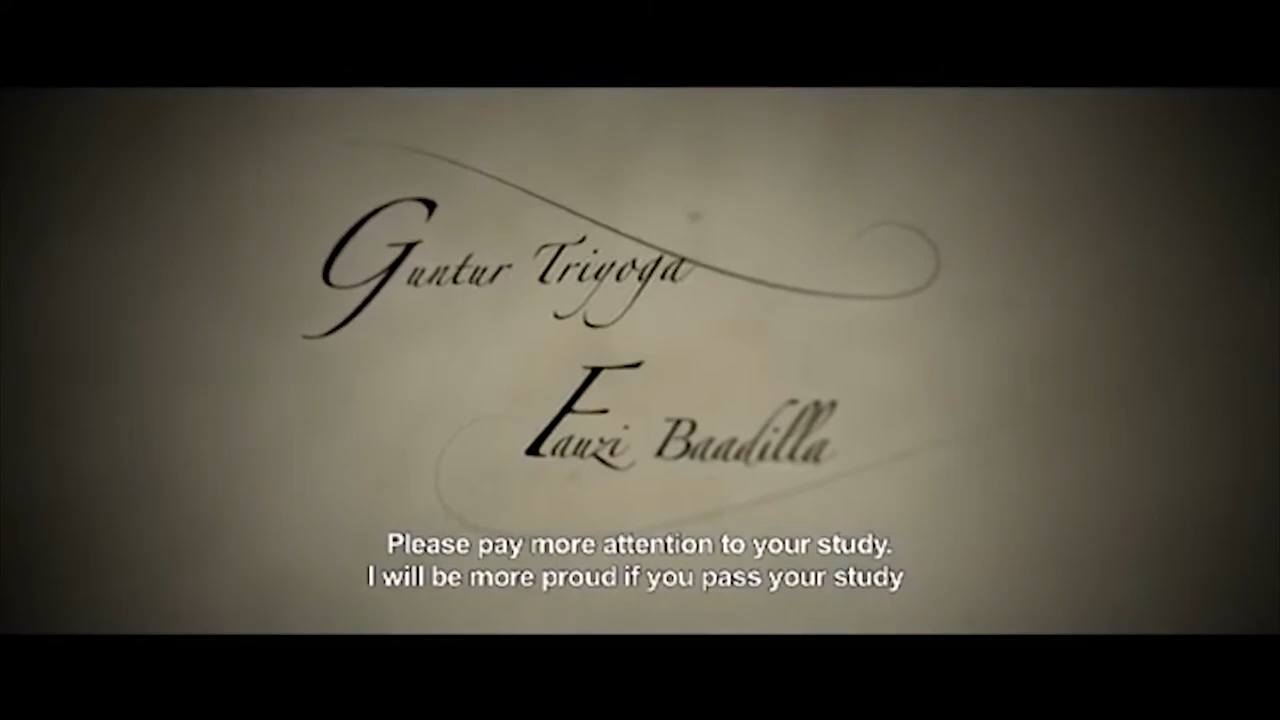 Guntur Triyoga
Fauzi Baadilla
Please pay more attention to your study.
I will be more proud if you pass your study